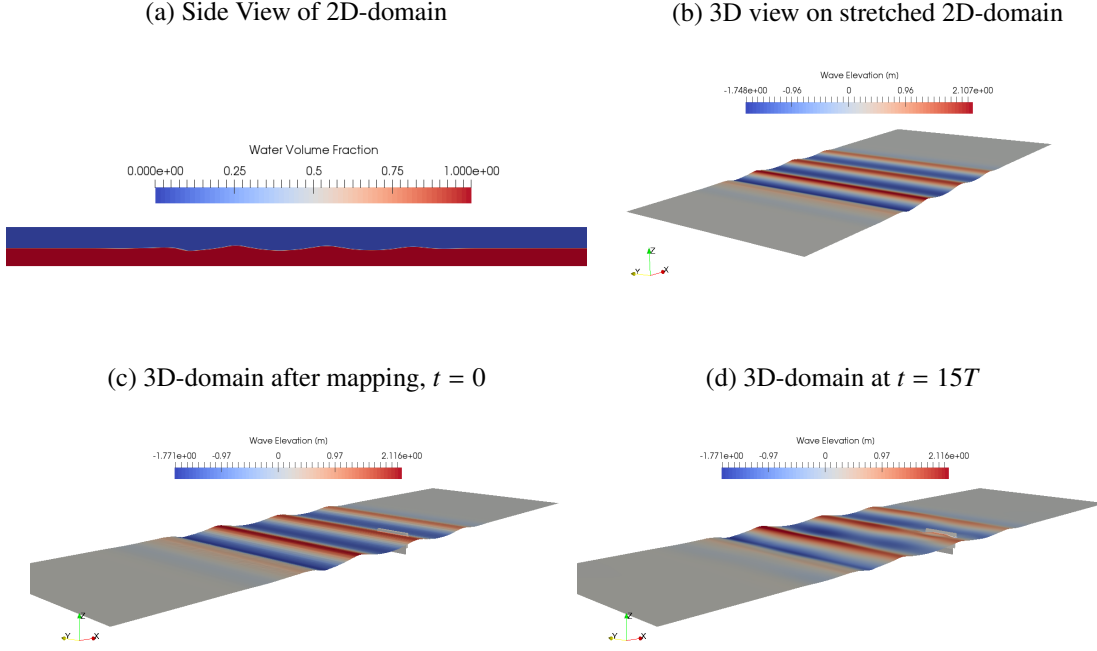 (a) Side View of 2D-domain
Water Volume Fraction
0.000e+00 0.25 0.5 0.75 1.000e+00
(b) 3D view on stretched 2D-domain
Wave Elevation (m)
-1.748e+00 -0.96 0 0.96 2.107e+00
Z
Y X
(c) 3D-domain after mapping, t = 0
Wave Elevation (m)
-1.771e+00 -0.97 0 0.97 2.116e+00
Z
Y X
(d) 3D-domain at t = 15T
Wave Elevation (m)
-1.771e+00 -0.97 0 0.97 2.116e+00
Z
Y X